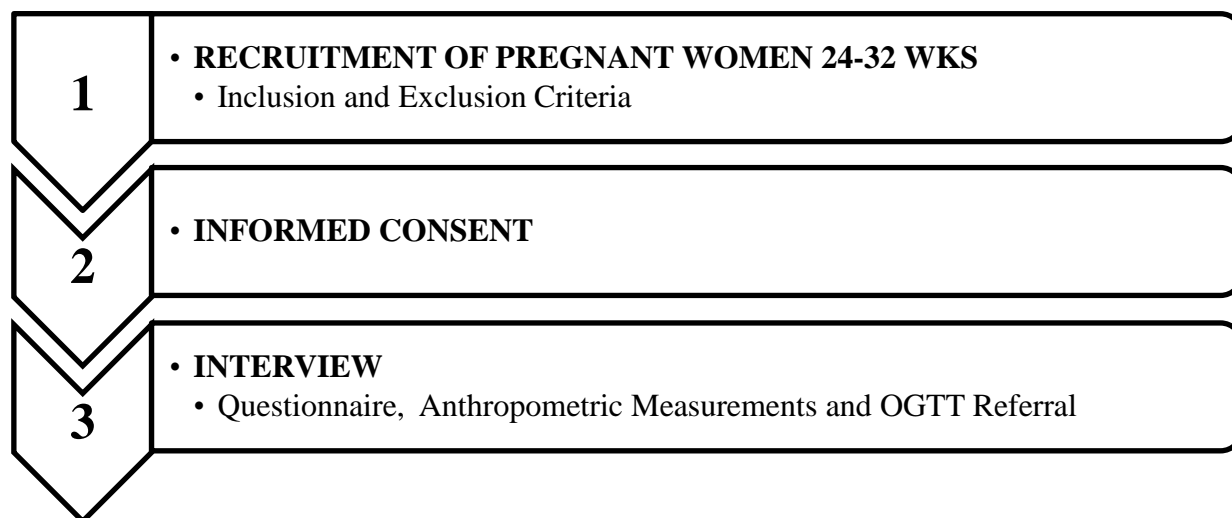 1
• RECRUITMENT OF PREGNANT WOMEN 24-32 WKS
• Inclusion and Exclusion Criteria
2
• INFORMED CONSENT
3
• INTERVIEW
• Questionnaire, Anthropometric Measurements and OGTT Referral